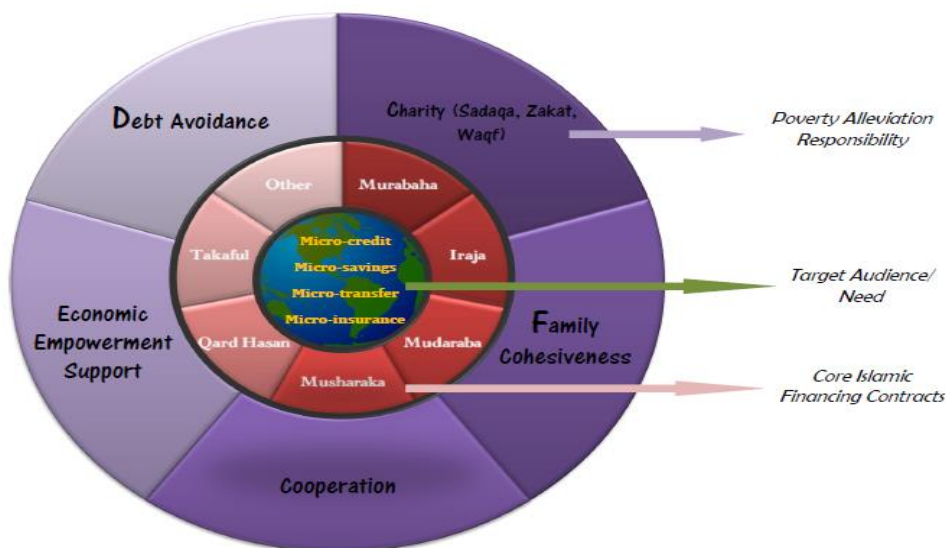 Debt Avoidance
Charity (Sadaqa, Zakat,
Waqf)
Poverty Alleviation
Responsibility
Other
Murabaha
Takaful
Iraja
Micro-credit
Micro-savings
Micro-transfer
Micro-insurance
Target Audience/
Need
Economic
Empowerment
Support
Qard Hasan
Mudaraba
Family
Cohesiveness
Musharaka
Core Islamic
Financing Contracts
Cooperation